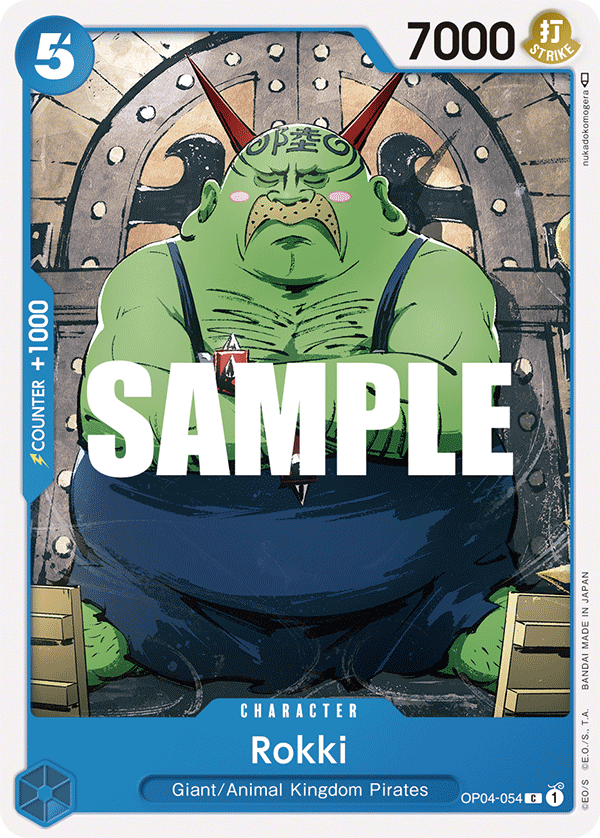 5
7000
打
STRIKE
nukadokomogera
陸
COUNTER +1000
SAMPLE
CHARACTER
Rokki
Giant/Animal Kingdom Pirates
OP04-054 C 1
©E.O/S ©E.O./S., T.A. BANDAI MADE IN JAPAN